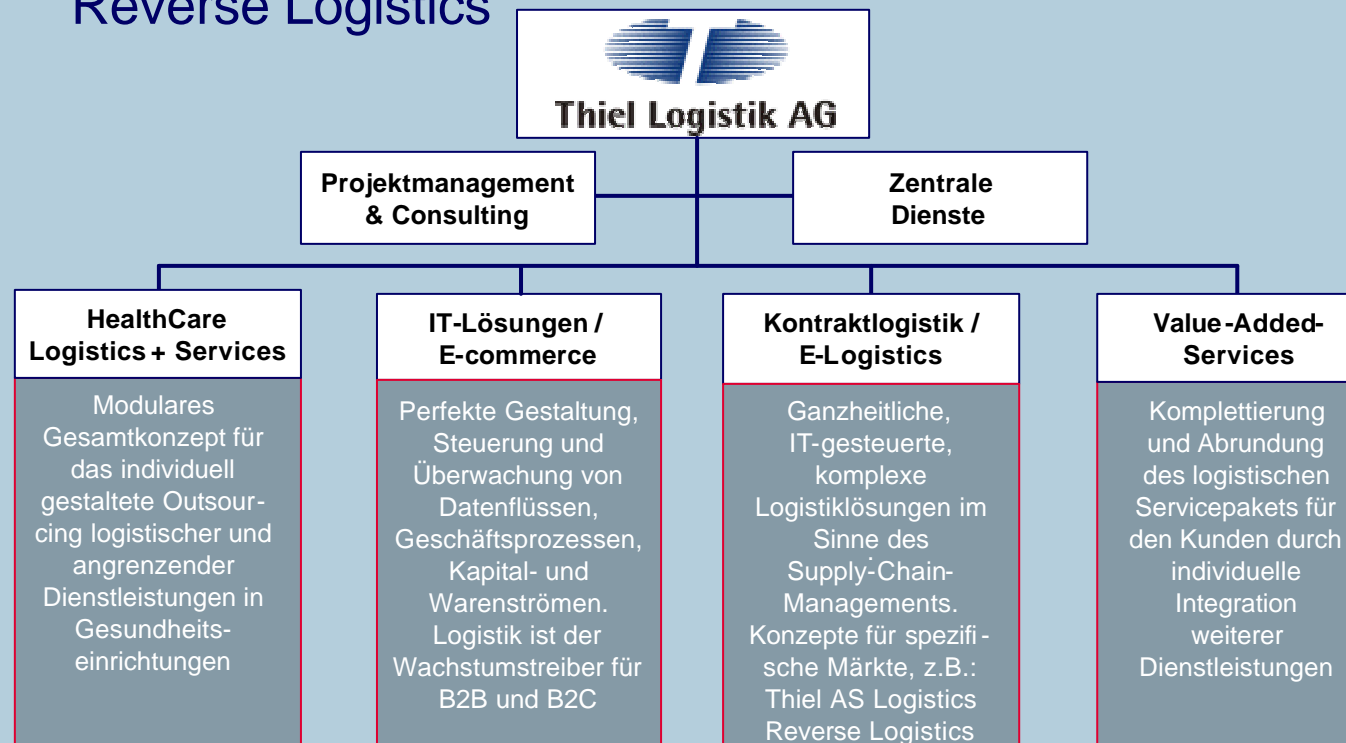 Reverse Logistics
Thiel Logistik AG
Projektmanagement
& Consulting
Zentrale
Dienste
HealthCare
Logistics + Services
Modulares
Gesamtkonzept für
das individuell
gestaltete Outsour-
cing logistischer und
angrenzender
Dienstleistungen in
Gesundheits-
einrichtungen
IT-Lösungen /
E-commerce
Perfekte Gestaltung,
Steuerung und
Überwachung von
Datenflüssen,
Geschäftsprozessen,
Kapital- und
Warenströmen.
Logistik ist der
Wachstumstreiber für
B2B und B2C
Kontraktlogistik /
E-Logistics
Ganzheitliche,
IT-gesteuerte,
komplexe
Logistiklösungen im
Sinne des
Supply-Chain-
Managements.
Konzepte für spezifi-
sche Märkte, z.B.:
Thiel AS Logistics
Reverse Logistics
Value-Added-
Services
Komplettierung
und Abrundung
des logistischen
Servicepakets für
den Kunden durch
individuelle
Integration
weiterer
Dienstleistungen